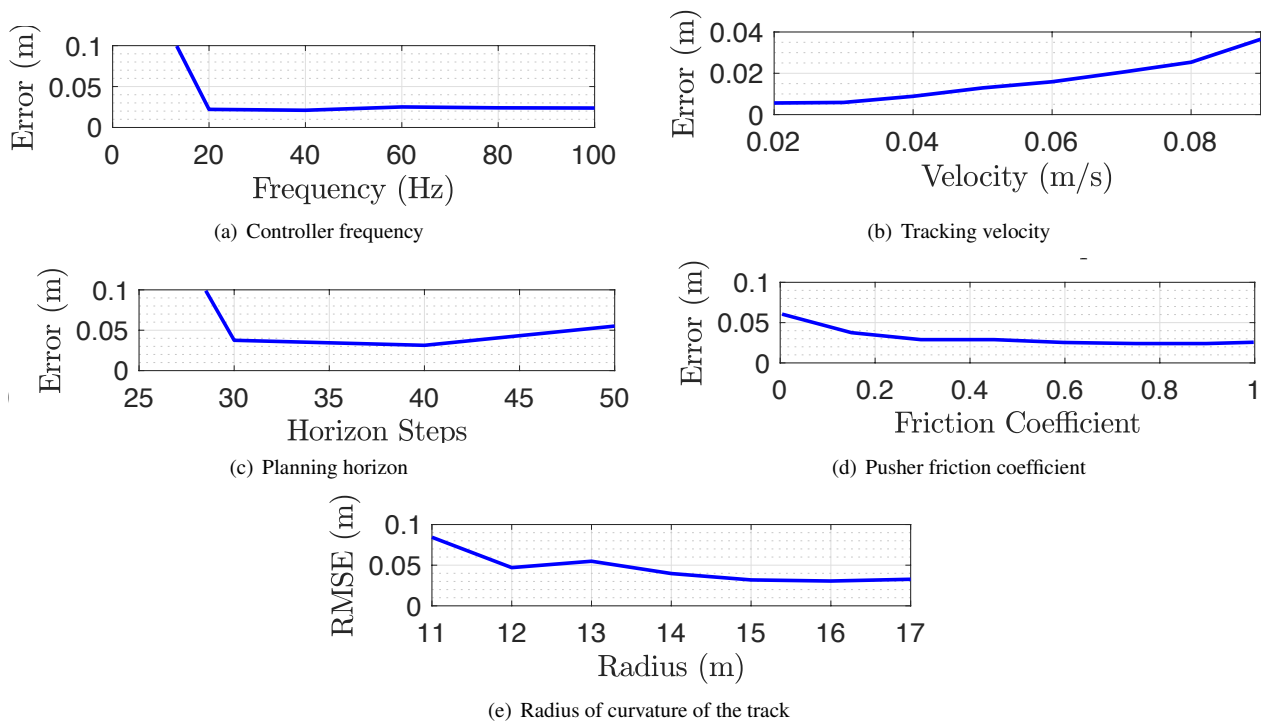 Error (m)
0.1
0.05
0
0 20 40 60 80 100
Frequency (Hz)
(a) Controller frequency
Error (m)
0.04
0.02
0
0.02 0.04 0.06 0.08
Velocity (m/s)
(b) Tracking velocity
Error (m)
0.1
0.05
0
25 30 35 40 45 50
Horizon Steps
(c) Planning horizon
Error (m)
0.1
0.05
0
0 0.2 0.4 0.6 0.8 1
Friction Coefficient
(d) Pusher friction coefficient
RMSE (m)
0.1
0.05
0
11 12 13 14 15 16 17
Radius (m)
(e) Radius of curvature of the track